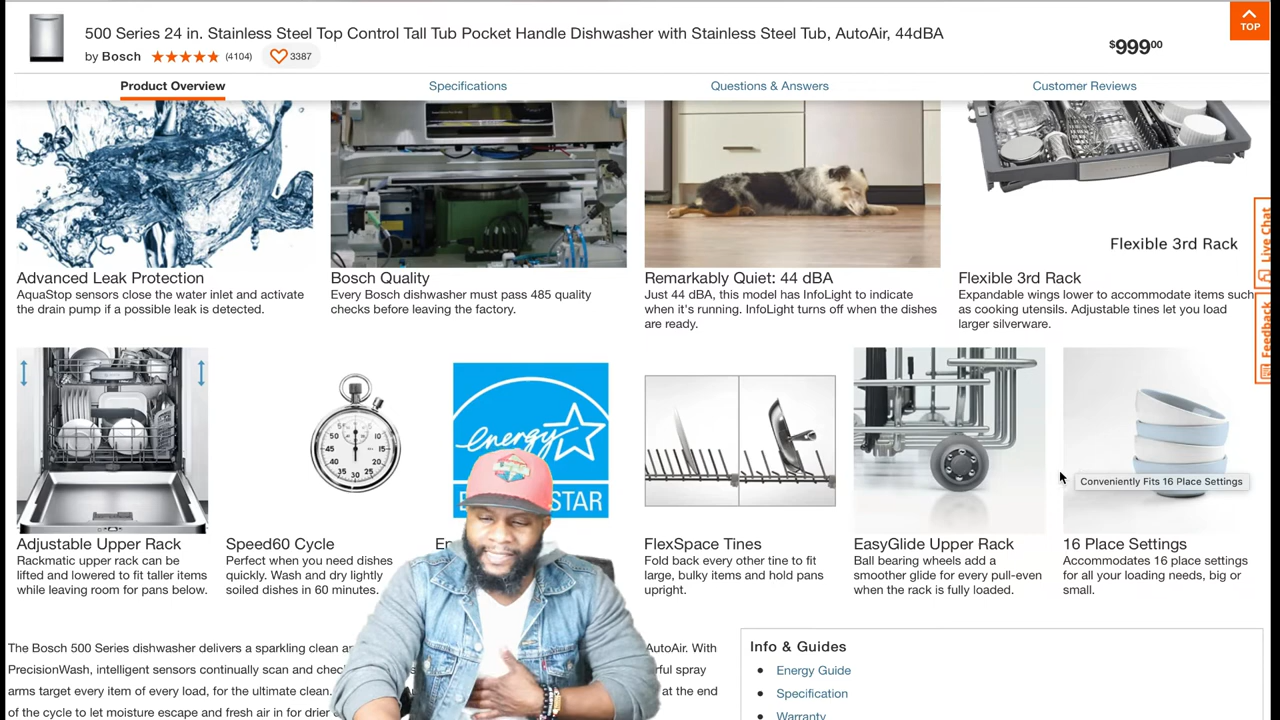 500 Series 24 in. Stainless Steel Top Control Tall Tub Pocket Handle Dishwasher with Stainless Steel Tub, AutoAir, 44dBA
by Bosch (4104) 3387
$999.00
TOP
Product Overview
Specifications
Questions & Answers
Customer Reviews
Flexible 3rd Rack
Advanced Leak Protection
AquaStop sensors close the water inlet and activate
the drain pump if a possible leak is detected.
Bosch Quality
Every Bosch dishwasher must pass 485 quality
checks before leaving the factory.
Remarkably Quiet: 44 dBA
Just 44 dBA, this model has InfoLight to indicate
when it's running. InfoLight turns off when the dishes
are ready.
Flexible 3rd Rack
Expandable wings lower to accommodate items such
as cooking utensils. Adjustable tines let you load
larger silverware.
Live Chat
Feedback
energy
STAR
Conveniently Fits 16 Place Settings
Adjustable Upper Rack
Rackmatic upper rack can be
lifted and lowered to fit taller items
while leaving room for pans below.
Speed60 Cycle
Perfect when you need dishes
quickly. Wash and dry lightly
soiled dishes in 60 minutes.
FlexSpace Tines
Fold back every other tine to fit
large, bulky items and hold pans
upright.
EasyGlide Upper Rack
Ball bearing wheels add a
smoother glide for every pull-even
when the rack is fully loaded.
16 Place Settings
Accommodates 16 place settings
for all your loading needs, big or
small.
The Bosch 500 Series dishwasher delivers a sparkling clean AutoAir. With
PrecisionWash, intelligent sensors continually scan and spray
arms target every item of every load, for the ultimate clean. at the end
of the cycle to let moisture escape and fresh air in for drier
Info & Guides
Energy Guide
Specification
Warranty